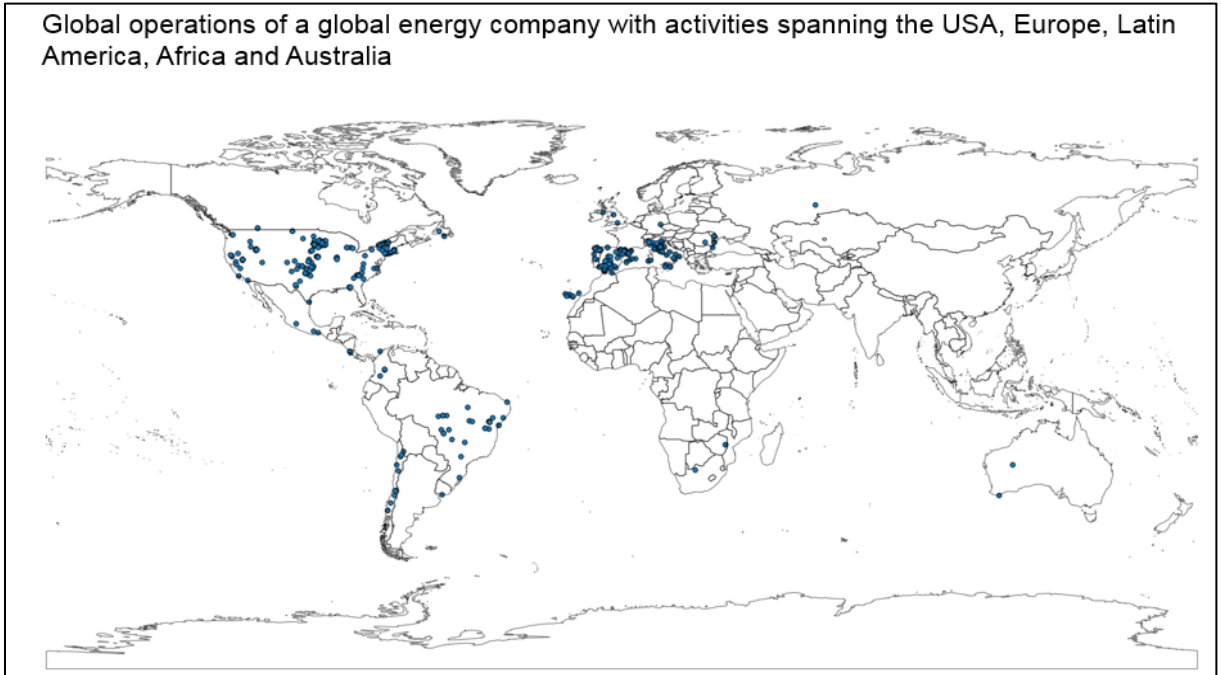 Global operations of a global energy company with activities spanning the USA, Europe, Latin
America, Africa and Australia